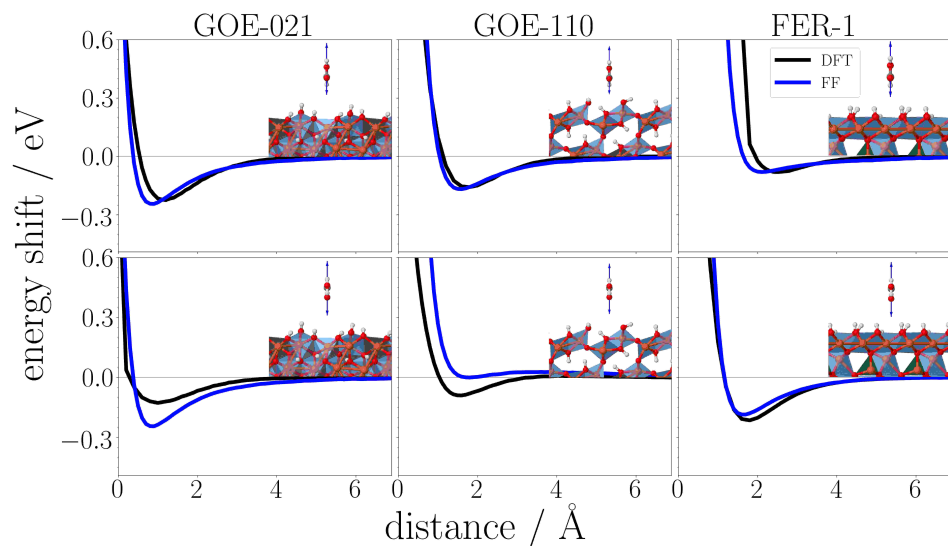 GOE-021 GOE-110 FER-1
0.6
DFT
FF
0.3
0.0
−0.3
0.6
0.3
0.0
−0.3
energy shift / eV
0 2 4 6 0 2 4 6 0 2 4 6
distance / Å